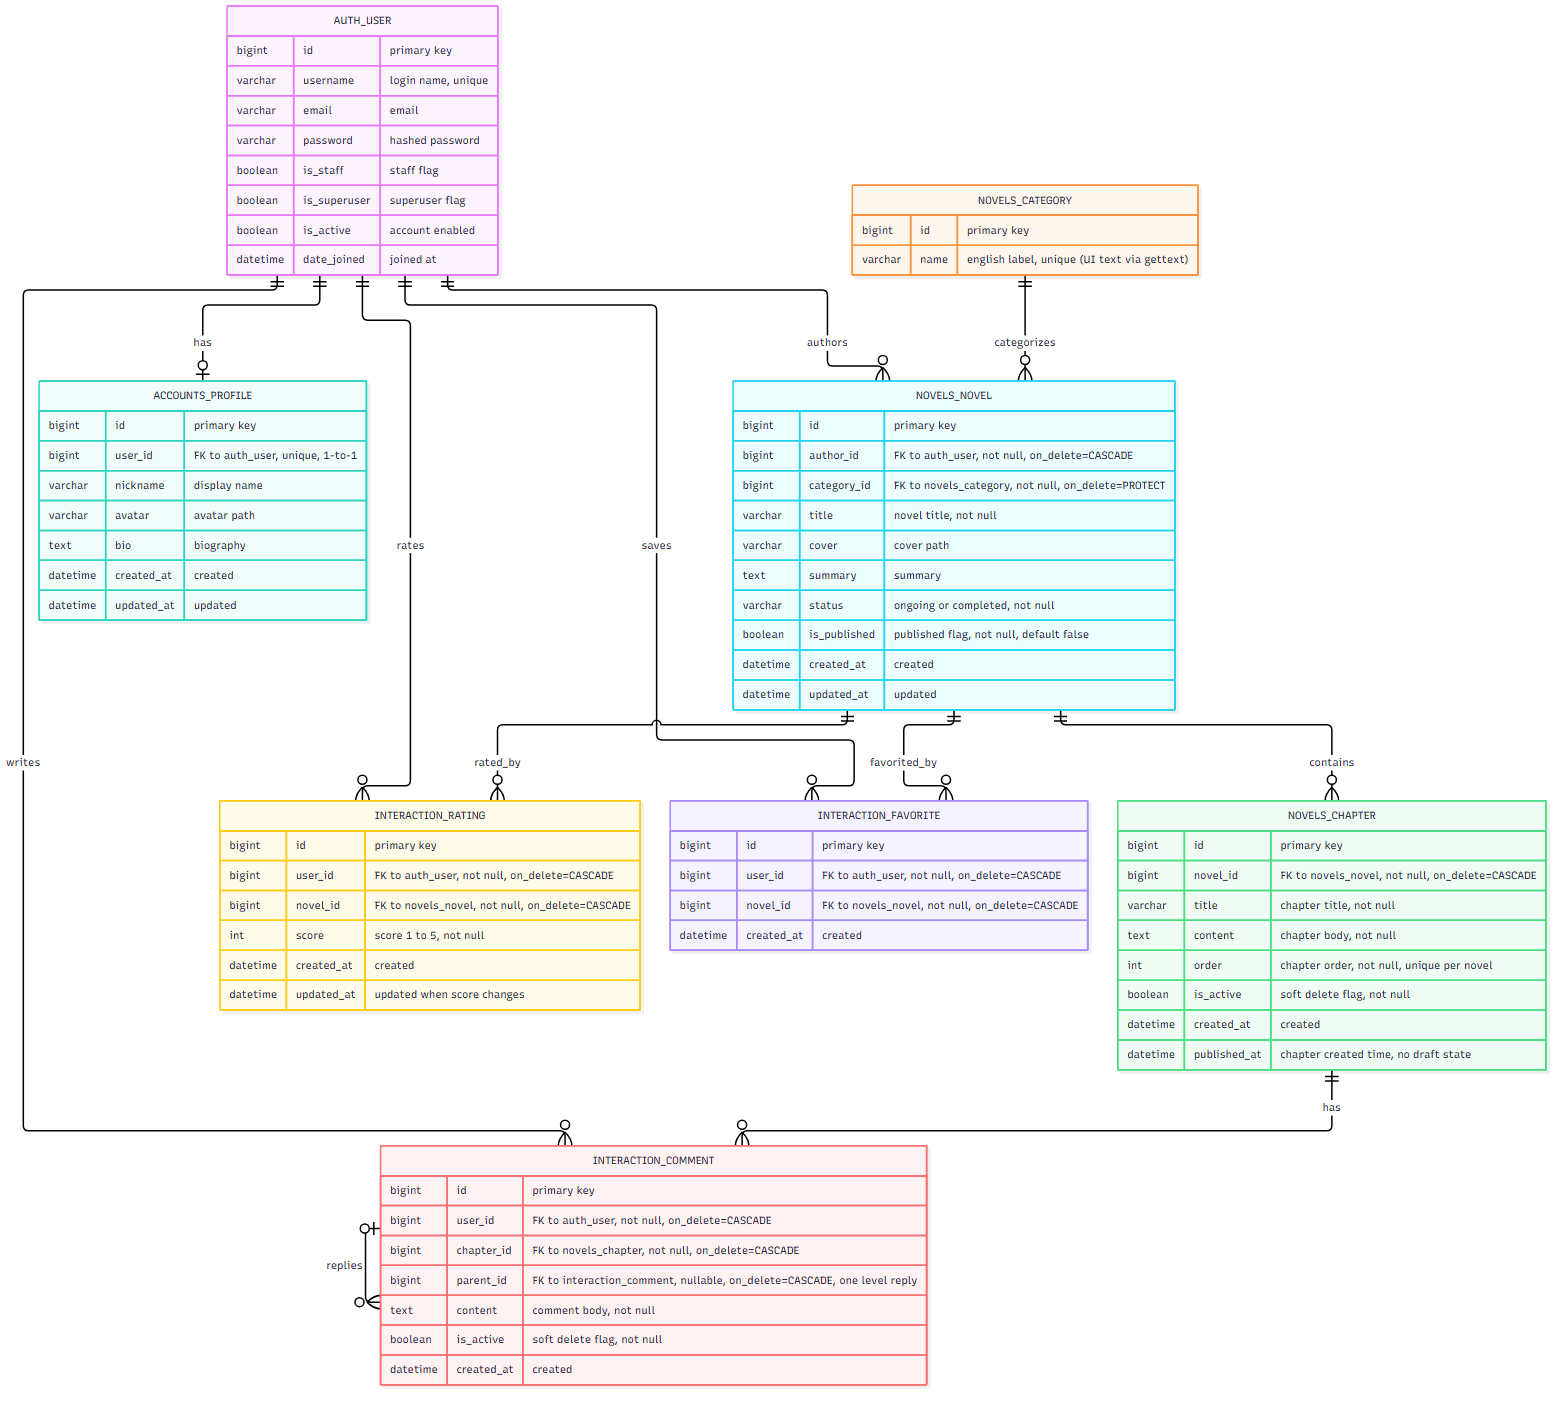 AUTH_USER
bigint id primary key
varchar username login name, unique
varchar email email
varchar password hashed password
boolean is_staff staff flag
boolean is_superuser superuser flag
boolean is_active account enabled
datetime date_joined joined at
NOVELS_CATEGORY
bigint id primary key
varchar name english label, unique (UI text via gettext)
has
authors
categorizes
ACCOUNTS_PROFILE
bigint id primary key
bigint user_id FK to auth_user, unique, 1-to-1
varchar nickname display name
varchar avatar avatar path
text bio biography
datetime created_at created
datetime updated_at updated
rates
saves
NOVELS_NOVEL
bigint id primary key
bigint author_id FK to auth_user, not null, on_delete=CASCADE
bigint category_id FK to novels_category, not null, on_delete=PROTECT
varchar title novel title, not null
varchar cover cover path
text summary summary
varchar status ongoing or completed, not null
boolean is_published published flag, not null, default false
datetime created_at created
datetime updated_at updated
writes
rated_by
favorited_by
contains
INTERACTION_RATING
bigint id primary key
bigint user_id FK to auth_user, not null, on_delete=CASCADE
bigint novel_id FK to novels_novel, not null, on_delete=CASCADE
int score score 1 to 5, not null
datetime created_at created
datetime updated_at updated when score changes
INTERACTION_FAVORITE
bigint id primary key
bigint user_id FK to auth_user, not null, on_delete=CASCADE
bigint novel_id FK to novels_novel, not null, on_delete=CASCADE
datetime created_at created
NOVELS_CHAPTER
bigint id primary key
bigint novel_id FK to novels_novel, not null, on_delete=CASCADE
varchar title chapter title, not null
text content chapter body, not null
int order chapter order, not null, unique per novel
boolean is_active soft delete flag, not null
datetime created_at created
datetime published_at chapter created time, no draft state
has
INTERACTION_COMMENT
bigint id primary key
bigint user_id FK to auth_user, not null, on_delete=CASCADE
bigint chapter_id FK to novels_chapter, not null, on_delete=CASCADE
bigint parent_id FK to interaction_comment, nullable, on_delete=CASCADE, one level reply
text content comment body, not null
boolean is_active soft delete flag, not null
datetime created_at created
replies